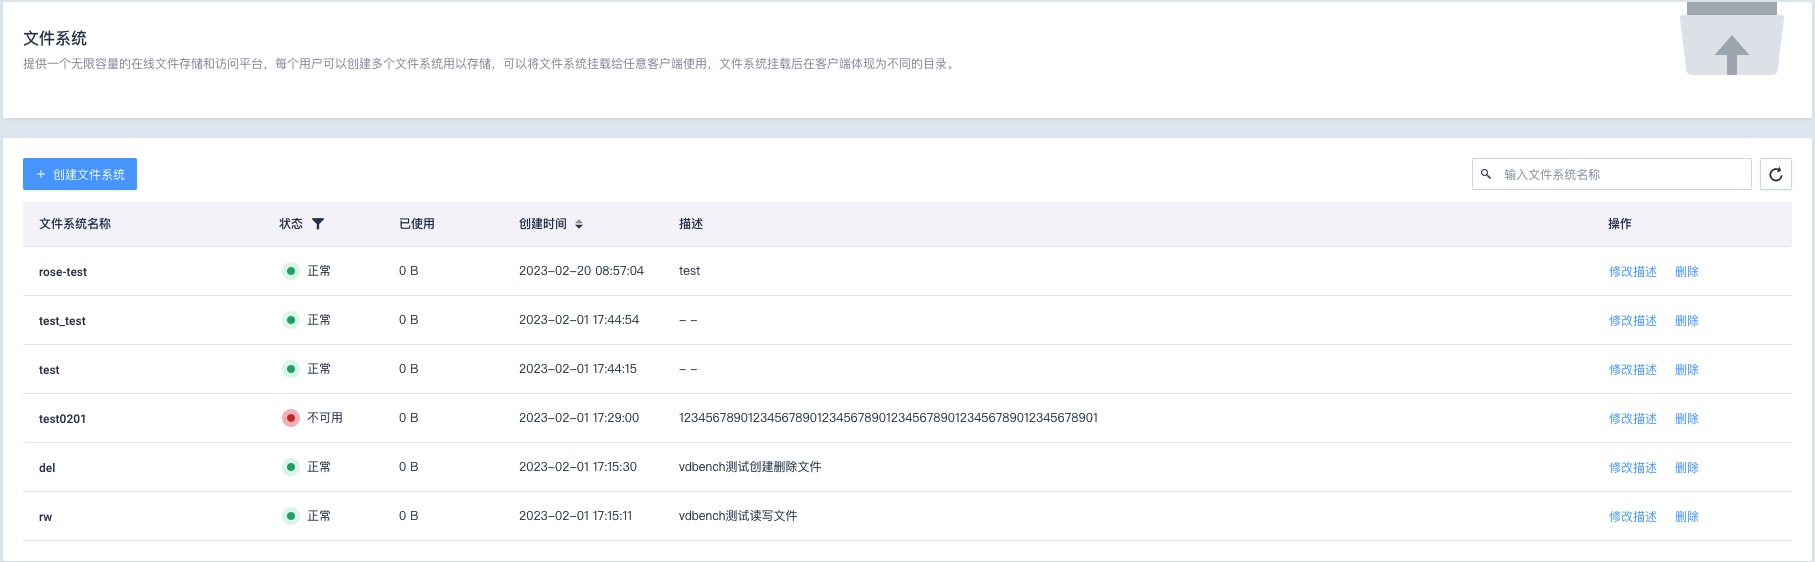 文件系统
提供一个无限容量的在线文件存储和访问平台，每个用户可以创建多个文件系统用以存储，可以将文件系统挂载给任意客户端使用，文件系统挂载后在客户端体现为不同的目录。
+ 创建文件系统 输入文件系统名称
文件系统名称 状态 已使用 创建时间 描述 操作
rose-test 正常 0 B 2023-02-20 08:57:04 test 修改描述 删除
test_test 正常 0 B 2023-02-01 17:44:54 - - 修改描述 删除
test 正常 0 B 2023-02-01 17:44:15 - - 修改描述 删除
test0201 不可用 0 B 2023-02-01 17:29:00 1234567890123456789012345678901234567890123456789012345678901 修改描述 删除
del 正常 0 B 2023-02-01 17:15:30 vdbench测试创建删除文件 修改描述 删除
rw 正常 0 B 2023-02-01 17:15:11 vdbench测试读写文件 修改描述 删除